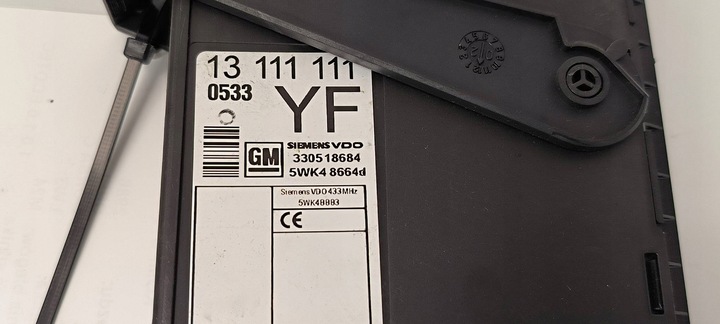 13 111 111
0533 YF
GM SIEMENS VDO
330518684
5WK4 8664d
Siemens VDO 433MHz
5WK48883
CE